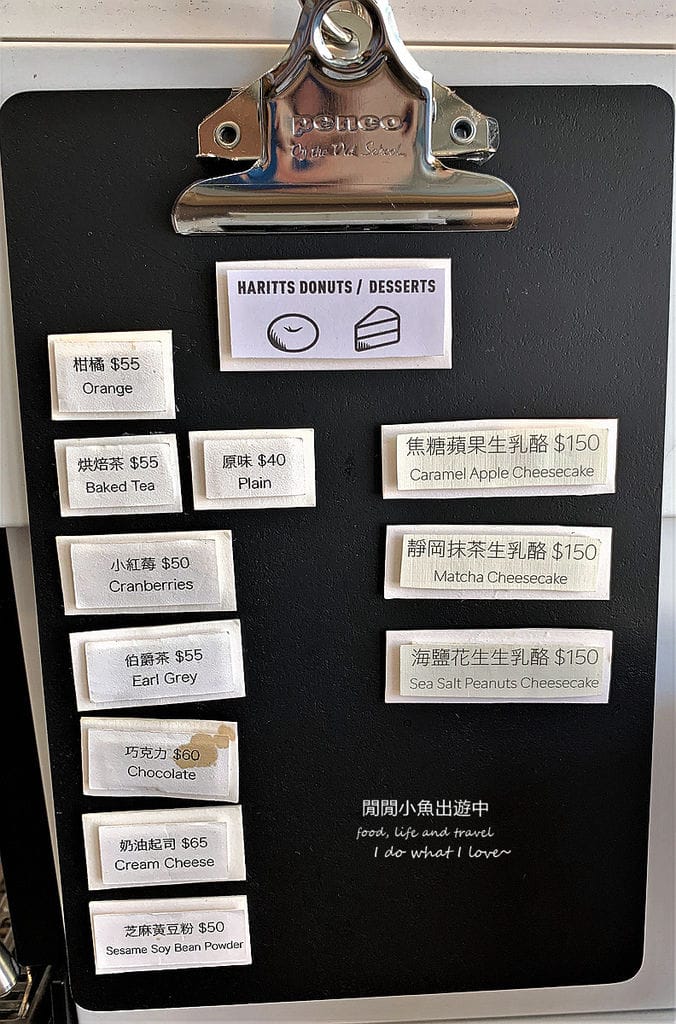 penco
On the Old School
HARITTS DONUTS / DESSERTS
柑橘 $55
Orange
烘焙茶 $55
Baked Tea
原味 $40
Plain
小紅莓 $50
Cranberries
伯爵茶 $55
Earl Grey
巧克力 $60
Chocolate
奶油起司 $65
Cream Cheese
芝麻黃豆粉 $50
Sesame Soy Bean Powder
焦糖蘋果生乳酪 $150
Caramel Apple Cheesecake
靜岡抹茶生乳酪 $150
Matcha Cheesecake
海鹽花生生乳酪 $150
Sea Salt Peanuts Cheesecake
閒閒小魚出遊中
food, life and travel
I do what I love~